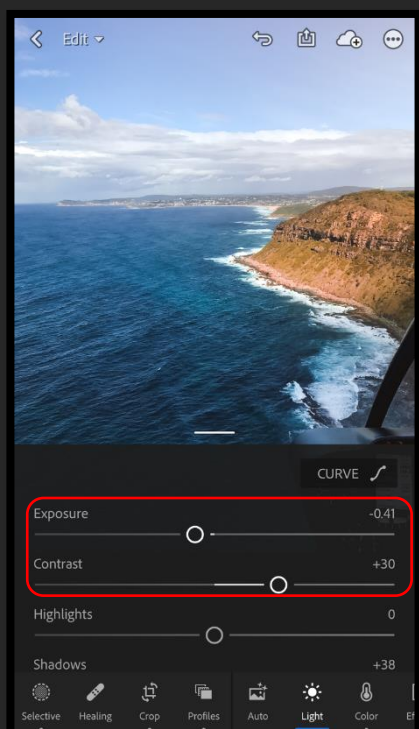 Edit
CURVE
Exposure -0.41
Contrast +30
Highlights 0
Shadows +38
Selective Healing Crop Profiles Auto Light Color